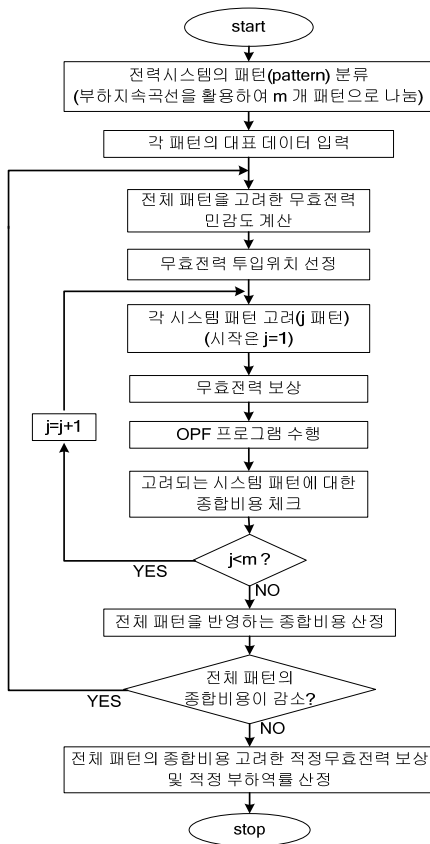 start
전력시스템의 패턴(pattern) 분류
(부하지속곡선을 활용하여 m 개 패턴으로 나눔)
각 패턴의 대표 데이터 입력
전체 패턴을 고려한 무효전력
민감도 계산
무효전력 투입위치 선정
각 시스템 패턴 고려(j 패턴)
(시작은 j=1)
무효전력 보상
j=j+1
OPF 프로그램 수행
고려되는 시스템 패턴에 대한
종합비용 체크
j<m ?
YES
NO
전체 패턴을 반영하는 종합비용 산정
전체 패턴의
종합비용이 감소?
YES
NO
전체 패턴의 종합비용 고려한 적정무효전력 보상
및 적정 부하역률 산정
stop